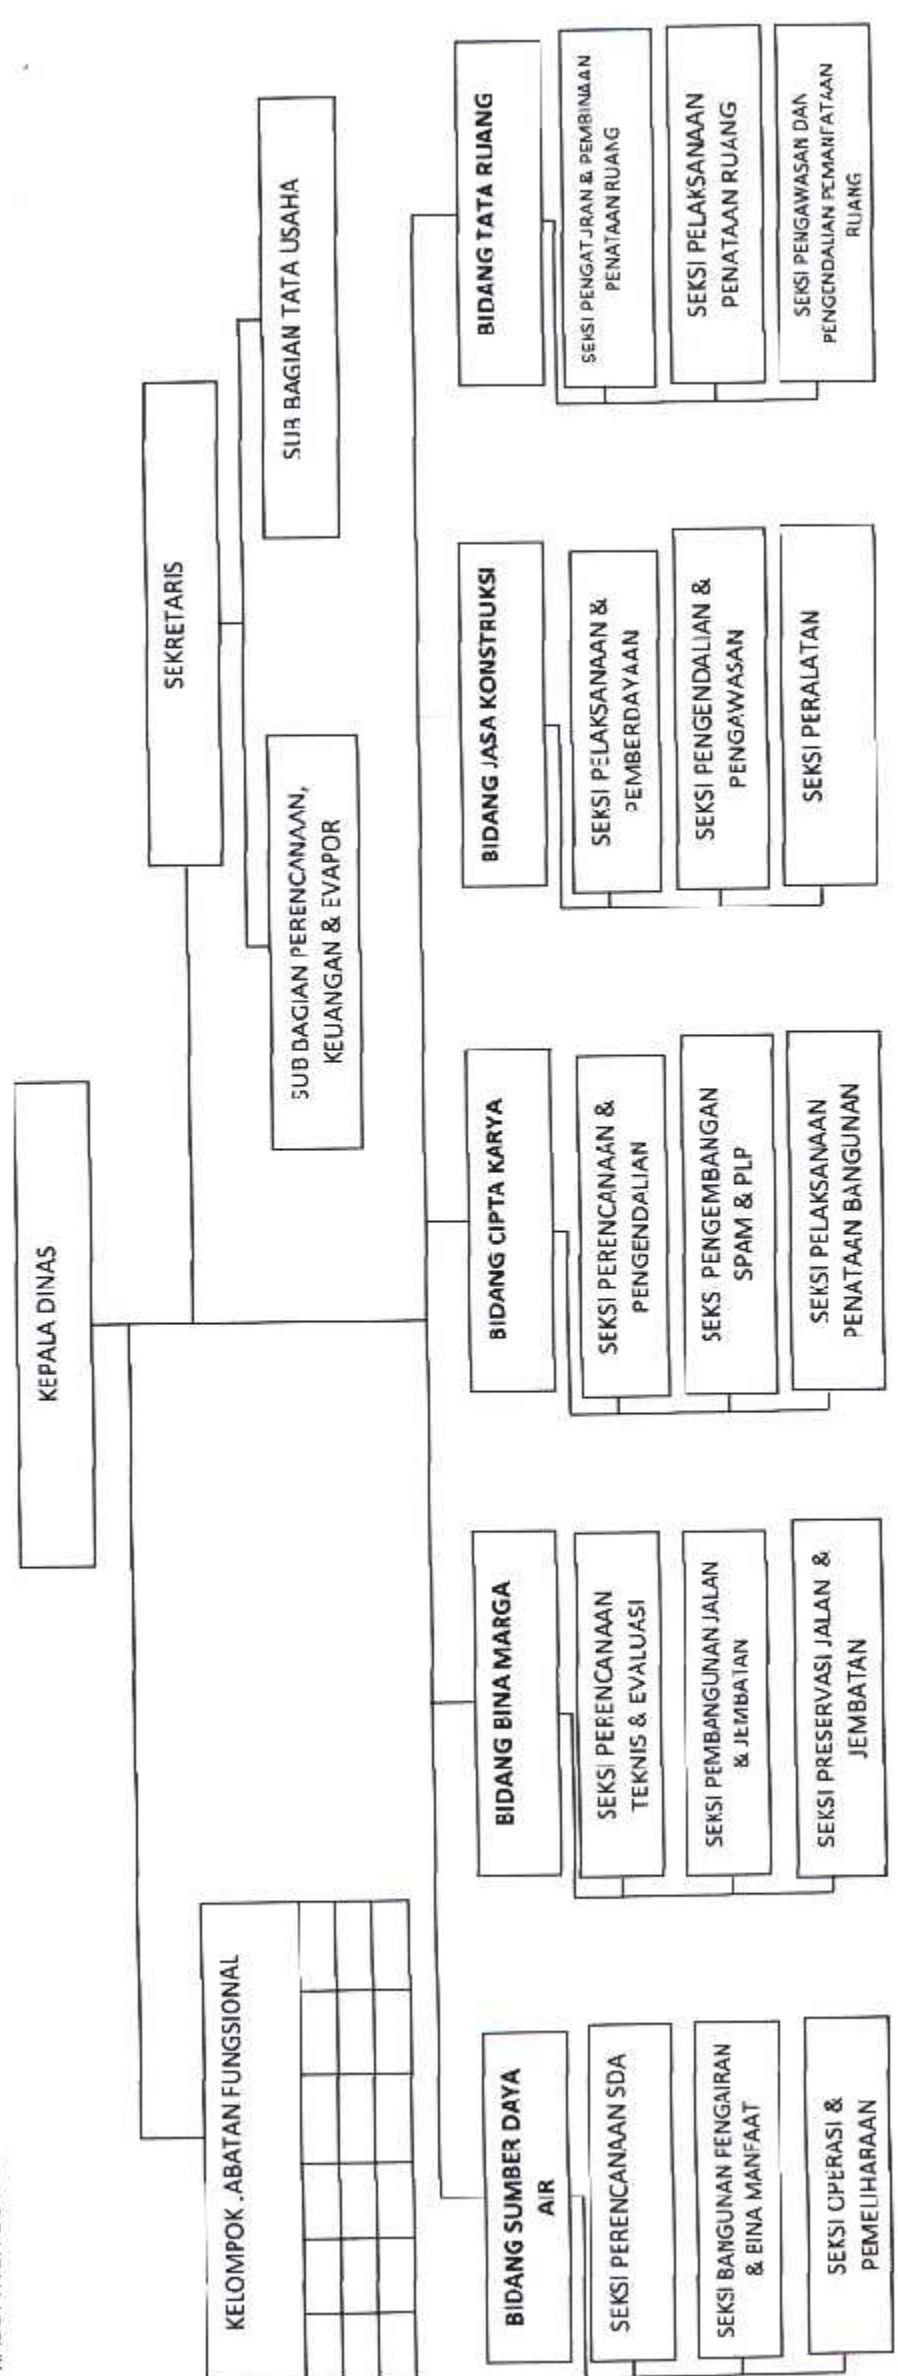 KEPALA DINAS
SEKRETARIS
SUB BAGIAN PERENCANAAN,
KEUANGAN & EVAPOR
SUB BAGIAN TATA USAHA
KELOMPOK JABATAN FUNGSIONAL
BIDANG SUMBER DAYA
AIR
SEKSI PERENCANAAN SDA
SEKSI BANGUNAN PENGAIRAN
& BINA MANFAAT
SEKSI OPERASI &
PEMELIHARAAN
BIDANG BINA MARGA
SEKSI PERENCANAAN
TEKNIS & EVALUASI
SEKSI PEMBANGUNAN JALAN
& JEMBATAN
SEKSI PRESERVASI JALAN &
JEMBATAN
BIDANG CIPTA KARYA
SEKSI PERENCANAAN &
PENGENDALIAN
SEKS PENGEMBANGAN
SPAM & PLP
SEKSI PELAKSANAAN
PENATAAN BANGUNAN
BIDANG JASA KONSTRUKSI
SEKSI PELAKSANAAN &
PEMBERDAYAAN
SEKSI PENGENDALIAN &
PENGAWASAN
SEKSI PERALATAN
BIDANG TATA RUANG
SEKSI PENGATURAN & PEMBINAAN
PENATAAN RUANG
SEKSI PELAKSANAAN
PENATAAN RUANG
SEKSI PENGAWASAN DAN
PENGENDALIAN PEMANFATAAN
RUANG